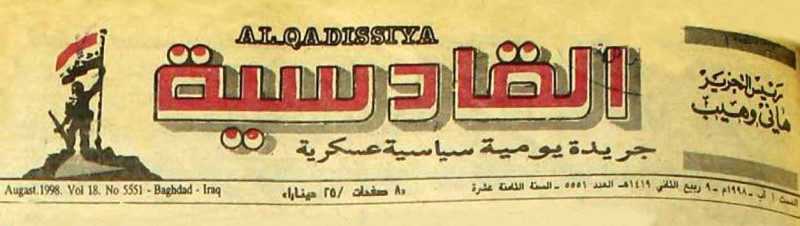 AL.QADISSIYA
القادسية
جريدة يومية سياسية عسكرية
رئيس التحرير
هاني وهيب
السبت ١ آب ـ ١٩٩٨م ـ ٩ ربيع الثاني ١٤١٩هـ العدد ٥٥٥١ ـ السنة الثامنة عشرة
٨ صفحات /٢٥ دينارا
Augast.1998. Vol 18. No 5551 - Baghdad - Iraq